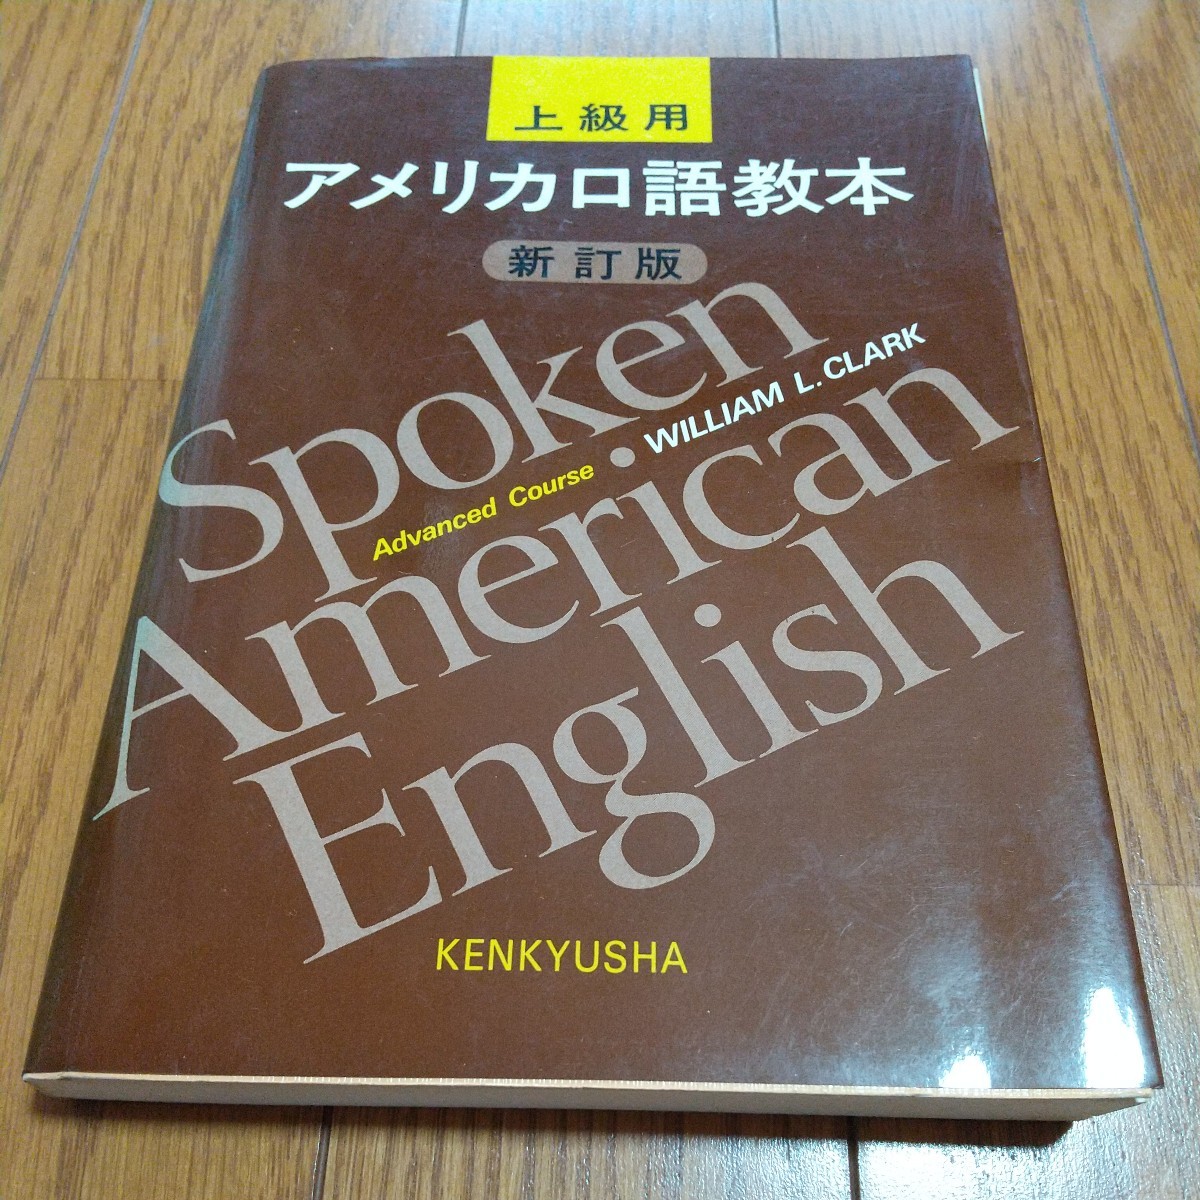 上級用
アメリカ口語教本
新訂版
Spoken
Advanced Course • WILLIAM L. CLARK
American
English
KENKYUSHA